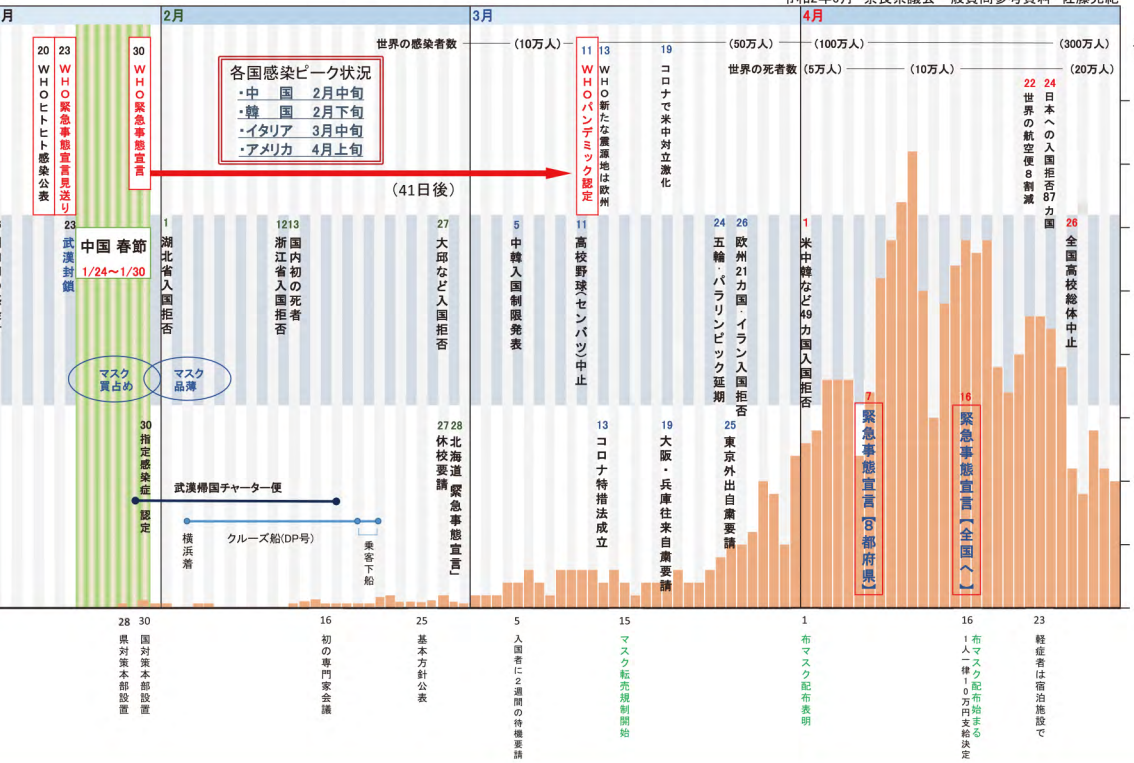 月
2月
3月
4月
世界の感染者数
(10万人)
(50万人)
(100万人)
(300万人)
世界の死者数
(5万人)
(10万人)
(20万人)
20 WHOヒトヒト感染公表
23 WHO緊急事態宣言見送り
30 WHO緊急事態宣言
各国感染ピーク状況
・中　国　2月中旬
・韓　国　2月下旬
・イタリア　3月中旬
・アメリカ　4月上旬
(41日後)
11 WHOパンデミック認定
13 WHO新たな震源地は欧州
19 コロナで米中対立激化
22 世界の航空便8割減
24 日本への入国拒否87カ国
23 武漢封鎖
中国 春節
1/24～1/30
1 湖北省入国拒否
12 浙江省入国拒否
13 国内初の死者
27 大邱など入国拒否
5 中韓入国制限発表
11 高校野球(センバツ)中止
24 五輪・パラリンピック延期
26 欧州21カ国・イラン入国拒否
1 米中韓など49カ国入国拒否
26 全国高校総体中止
マスク
買占め
マスク
品薄
30 指定感染症 認定
武漢帰国チャーター便
横浜着
クルーズ船(DP号)
乗客下船
27 休校要請
28 北海道「緊急事態宣言」
13 コロナ特措法成立
19 大阪・兵庫往来自粛要請
25 東京外出自粛要請
7 緊急事態宣言【8都府県】
16 緊急事態宣言【全国へ】
28 県対策本部設置
30 国対策本部設置
16 初の専門家会議
25 基本方針公表
5 入国者に2週間の待機要請
15 マスク転売規制開始
1 布マスク配布表明
16 1人一律10万円支給決定
布マスク配布始まる
23 軽症者は宿泊施設で